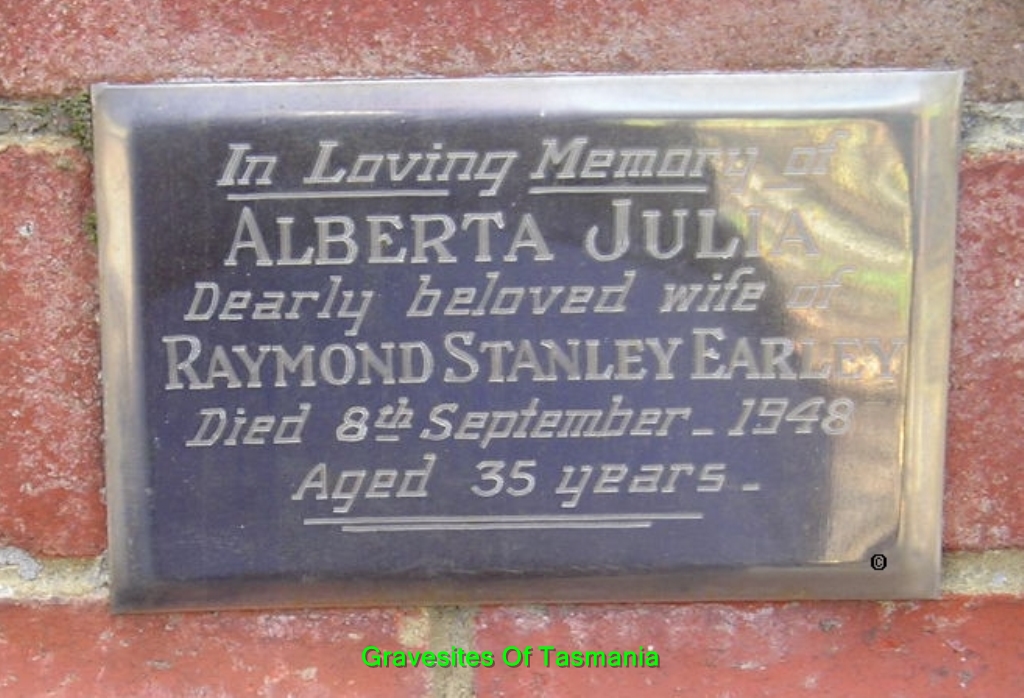 In Loving Memory of
ALBERTA JULIA
Dearly beloved wife of
RAYMOND STANLEY EARLEY
Died 8th September - 1948
Aged 35 years -
©
Gravesites Of Tasmania